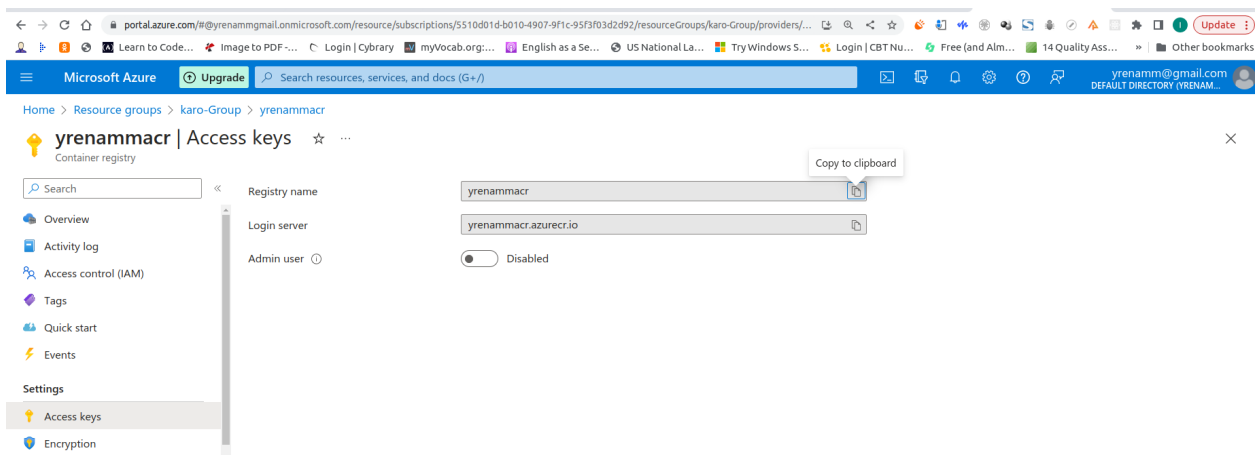 portal.azure.com/#@yrenammgmail.onmicrosoft.com/resource/subscriptions/5510d01d-b010-4907-9f1c-95f3f03d2d92/resourceGroups/karo-Group/providers/...
Update
Learn to Code... Image to PDF -... Login | Cybrary myVocab.org:... English as a Se... US National La... Try Windows S... Login | CBT Nu... Free (and Alm... 14 Quality Ass... » Other bookmarks
Microsoft Azure Upgrade Search resources, services, and docs (G+/) yrenamm@gmail.com
DEFAULT DIRECTORY (YRENAM...
Home > Resource groups > karo-Group > yrenammacr
yrenammacr | Access keys ...
Container registry
Copy to clipboard
Search «
Registry name yrenammacr
Overview
Login server yrenammacr.azurecr.io
Activity log
Admin user Disabled
Access control (IAM)
Tags
Quick start
Events
Settings
Access keys
Encryption